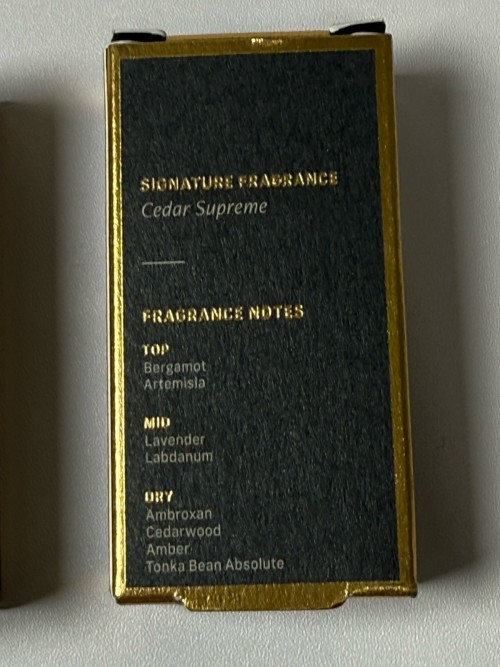 SIGNATURE FRAGRANCE
Cedar Supreme
FRAGRANCE NOTES
TOP
Bergamot
Artemisia
MID
Lavender
Labdanum
DRY
Ambroxan
Cedarwood
Amber
Tonka Bean Absolute